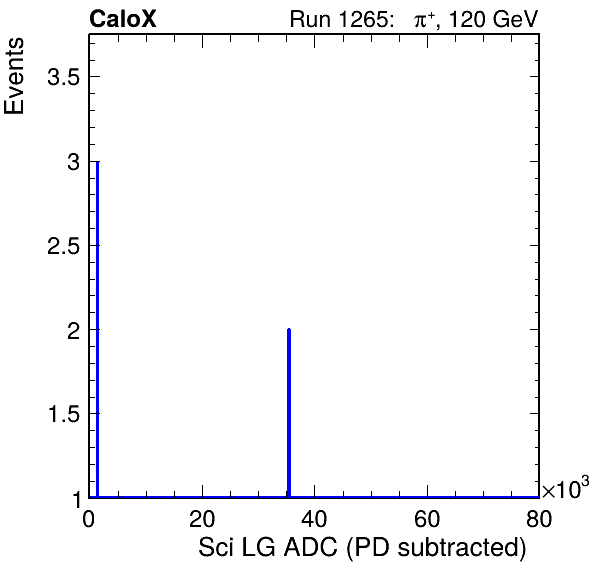 CaloX Run 1265: π+, 120 GeV
Events
3.5
3
2.5
2
1.5
1
0 20 40 60 80
×10³
Sci LG ADC (PD subtracted)